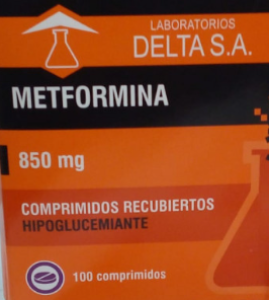 LABORATORIOS
DELTA S.A.
METFORMINA
850 mg
COMPRIMIDOS RECUBIERTOS
HIPOGLUCEMIANTE
100 comprimidos